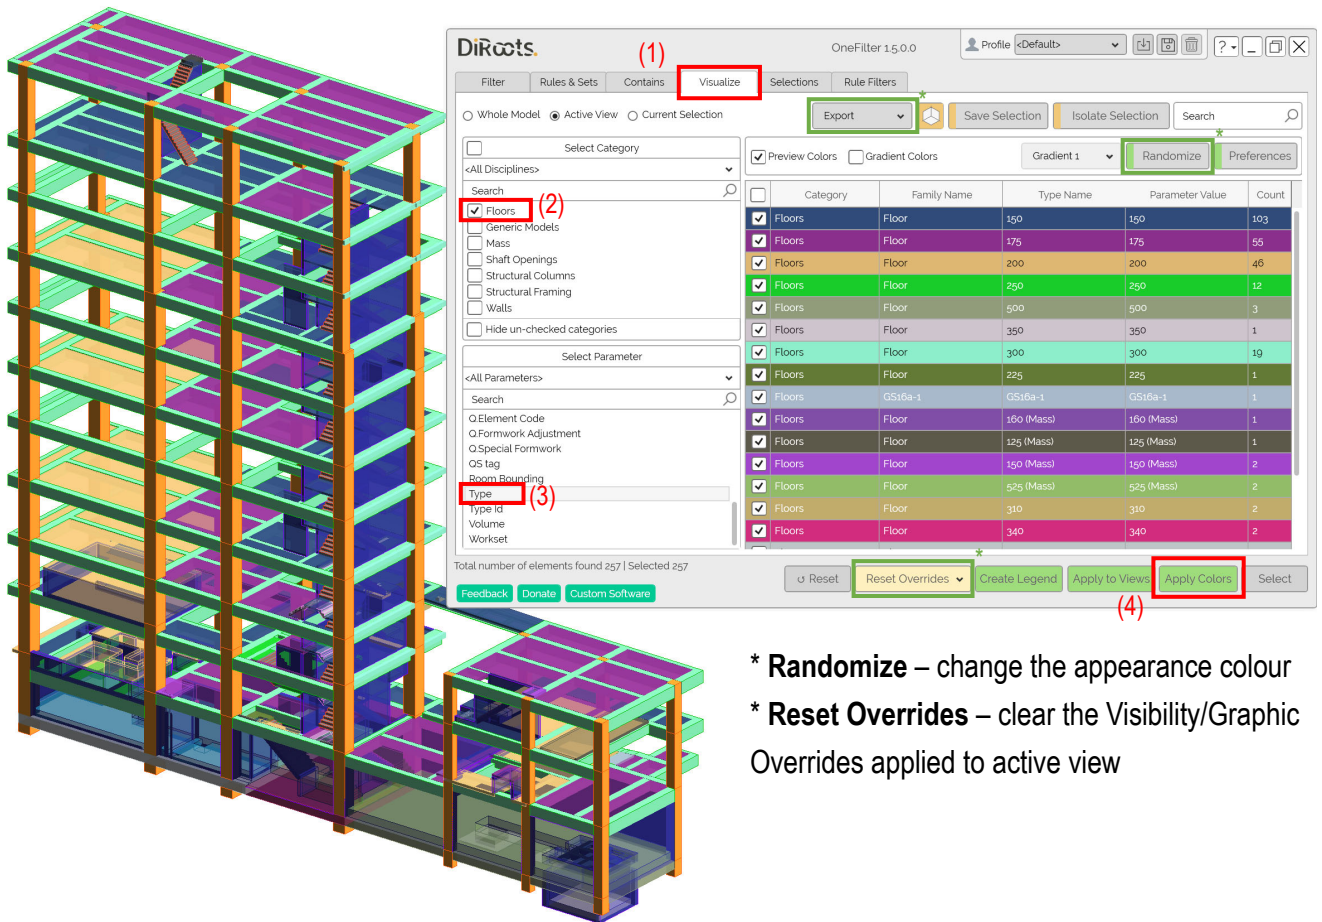 DiRoots.
(1)
OneFilter 1.5.0.0
Profile <Default>
?
Filter
Rules & Sets
Contains
Visualize
Selections
Rule Filters
Whole Model
Active View
Current Selection
*
Export
Save Selection
Isolate Selection
Search
*
Select Category
<All Disciplines>
Search
Floors
(2)
Generic Models
Mass
Shaft Openings
Structural Columns
Structural Framing
Walls
Hide un-checked categories
Select Parameter
<All Parameters>
Search
Q.Element Code
Q.Formwork Adjustment
Q.Special Formwork
QS tag
Room Bounding
Type
(3)
Type Id
Volume
Workset
Preview Colors
Gradient Colors
Gradient 1
Randomize
Preferences
Category Family Name Type Name Parameter Value Count
Floors Floor 150 150 103
Floors Floor 175 175 55
Floors Floor 200 200 46
Floors Floor 250 250 12
Floors Floor 500 500 3
Floors Floor 350 350 1
Floors Floor 300 300 19
Floors Floor 225 225 1
Floors GS16a-1 GS16a-1 GS16a-1 1
Floors Floor 160 (Mass) 160 (Mass) 1
Floors Floor 125 (Mass) 125 (Mass) 1
Floors Floor 150 (Mass) 150 (Mass) 2
Floors Floor 525 (Mass) 525 (Mass) 2
Floors Floor 310 310 2
Floors Floor 340 340 2
*
Total number of elements found 257 | Selected 257
Feedback
Donate
Custom Software
Reset
Reset Overrides
Create Legend
Apply to Views
Apply Colors
Select
(4)
* Randomize – change the appearance colour
* Reset Overrides – clear the Visibility/Graphic
Overrides applied to active view